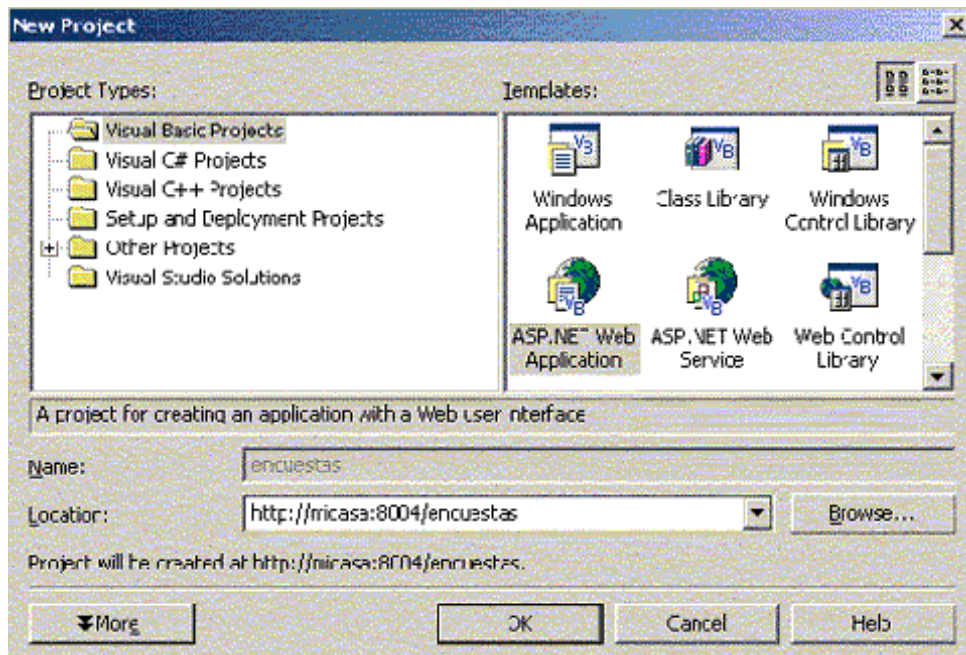 New Project
Project Types:
Visual Basic Projects
Visual C# Projects
Visual C++ Projects
Setup and Deployment Projects
Other Projects
Visual Studio Solutions
Templates:
Windows Application
Class Library
Windows Control Library
ASP.NET Web Application
ASP.NET Web Service
Web Control Library
A project for creating an application with a Web user interface
Name:
encuestas
Location:
http://micasa:8004/encuestas
Browse...
Project will be created at http://micasa:8004/encuestas.
More
OK
Cancel
Help